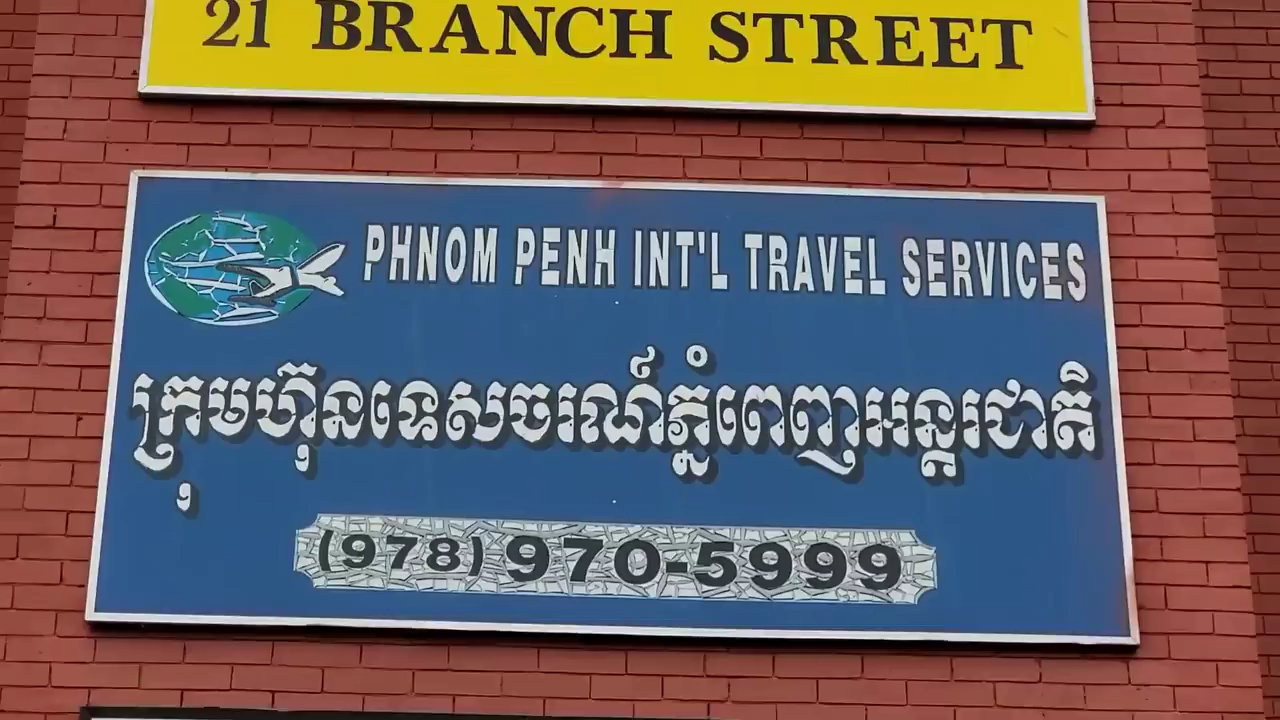 21 BRANCH STREET
PHNOM PENH INT'L TRAVEL SERVICES
ក្រុមហ៊ុនទេសចរណ៍ភ្នំពេញអន្តរជាតិ
(978) 970-5999